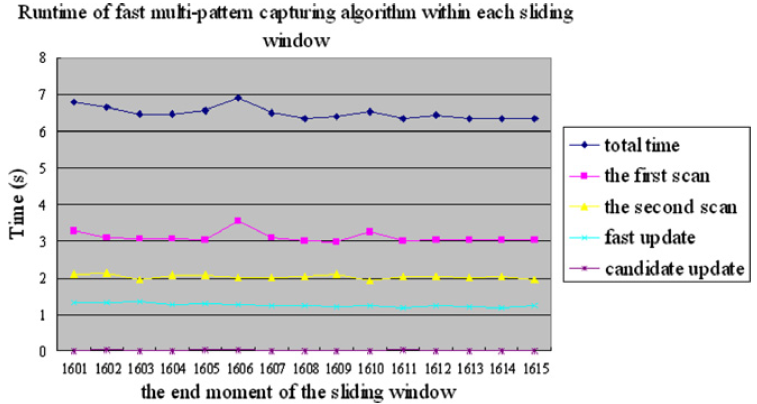 Runtime of fast multi-pattern capturing algorithm within each sliding
window
8
7
6
5
4
3
2
1
0
Time (s)
1601 1602 1603 1604 1605 1606 1607 1608 1609 1610 1611 1612 1613 1614 1615
the end moment of the sliding window
total time
the first scan
the second scan
fast update
candidate update